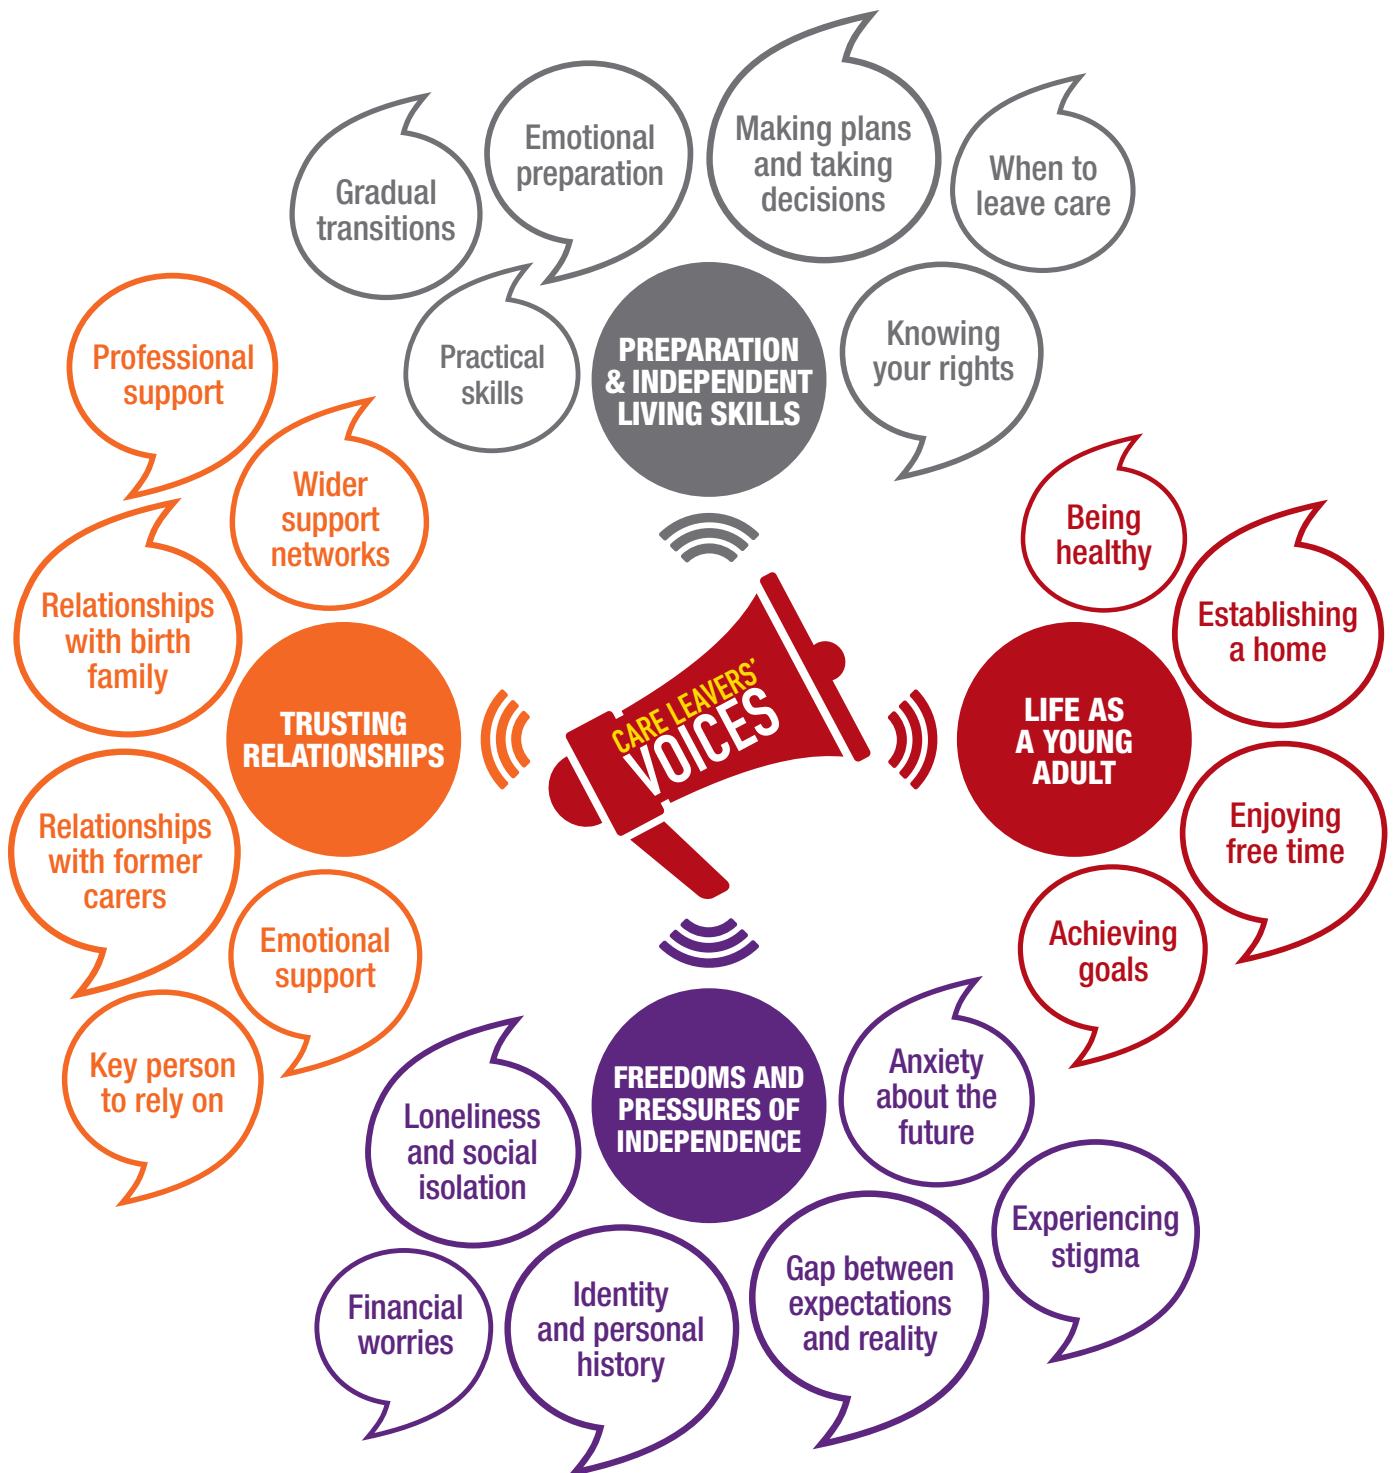 Gradual
transitions
Emotional
preparation
Making plans
and taking
decisions
When to
leave care
Practical
skills
PREPARATION
& INDEPENDENT
LIVING SKILLS
Knowing
your rights
Professional
support
Wider
support
networks
Relationships
with birth
family
TRUSTING
RELATIONSHIPS
Relationships
with former
carers
Emotional
support
Key person
to rely on
CARE LEAVERS'
VOICES
Being
healthy
Establishing
a home
LIFE AS
A YOUNG
ADULT
Enjoying
free time
Achieving
goals
FREEDOMS AND
PRESSURES OF
INDEPENDENCE
Anxiety
about the
future
Loneliness
and social
isolation
Experiencing
stigma
Financial
worries
Identity
and personal
history
Gap between
expectations
and reality